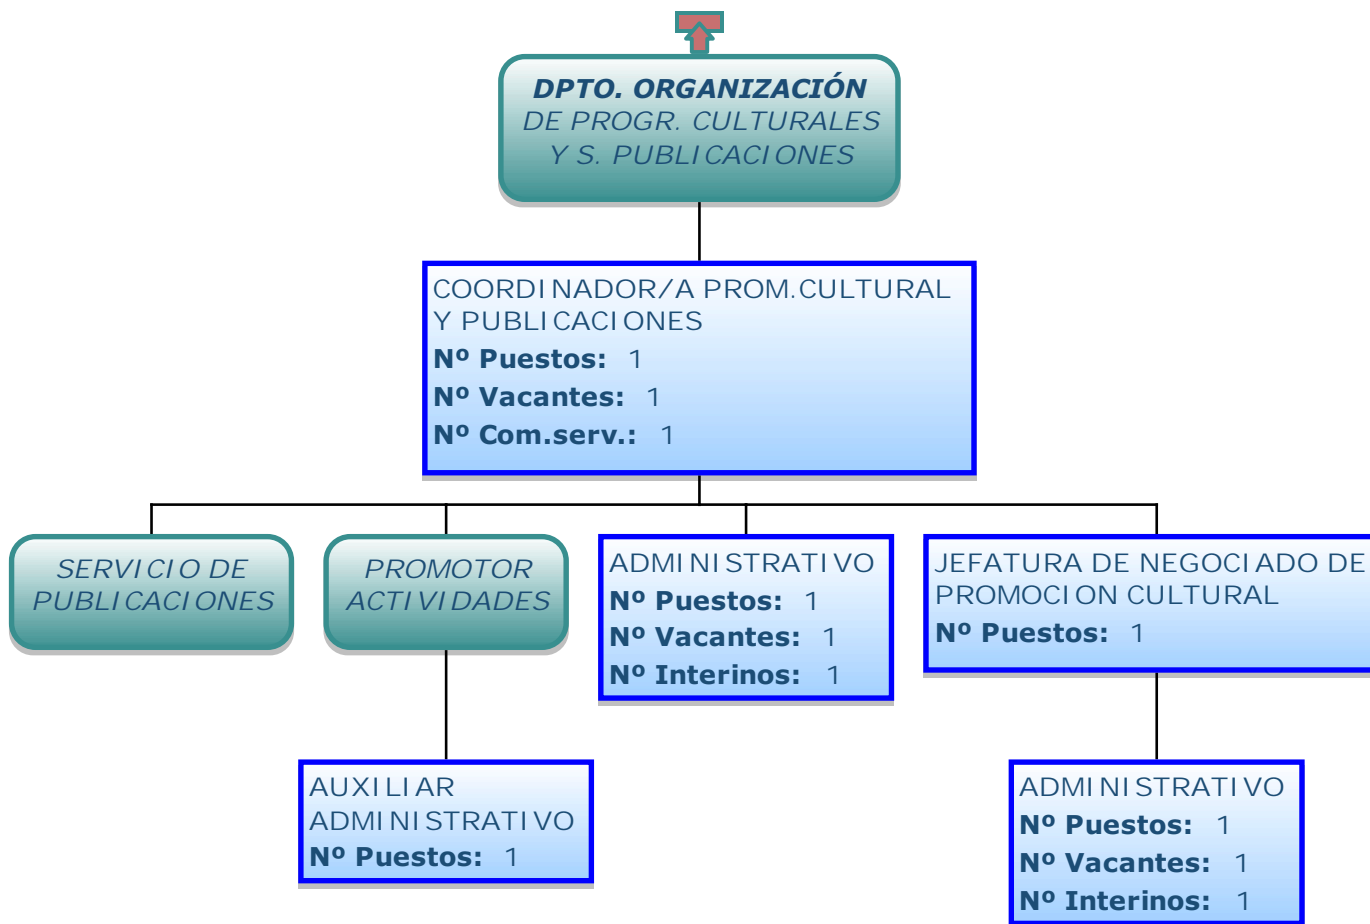 DPTO. ORGANIZACIÓN
DE PROGR. CULTURALES
Y S. PUBLICACIONES
COORDINADOR/A PROM.CULTURAL
Y PUBLICACIONES
Nº Puestos: 1
Nº Vacantes: 1
Nº Com.serv.: 1
SERVICIO DE
PUBLICACIONES
PROMOTOR
ACTIVIDADES
ADMINISTRATIVO
Nº Puestos: 1
Nº Vacantes: 1
Nº Interinos: 1
JEFATURA DE NEGOCIADO DE
PROMOCION CULTURAL
Nº Puestos: 1
AUXILIAR
ADMINISTRATIVO
Nº Puestos: 1
ADMINISTRATIVO
Nº Puestos: 1
Nº Vacantes: 1
Nº Interinos: 1